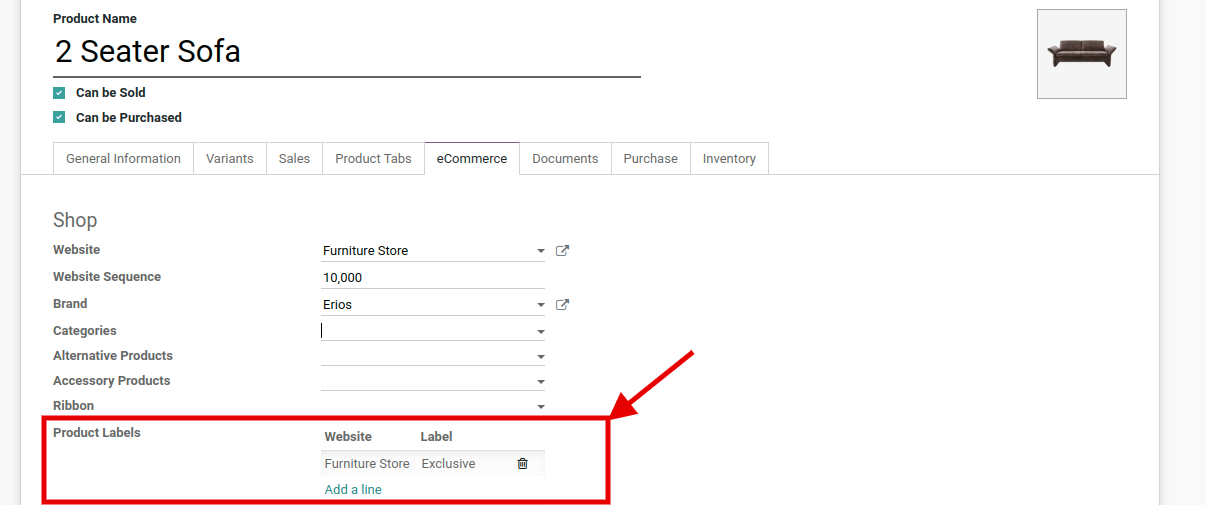 Product Name
2 Seater Sofa
Can be Sold
Can be Purchased
General Information Variants Sales Product Tabs eCommerce Documents Purchase Inventory
Shop
Website Furniture Store
Website Sequence 10,000
Brand Erios
Categories
Alternative Products
Accessory Products
Ribbon
Product Labels Website Label
Furniture Store Exclusive
Add a line